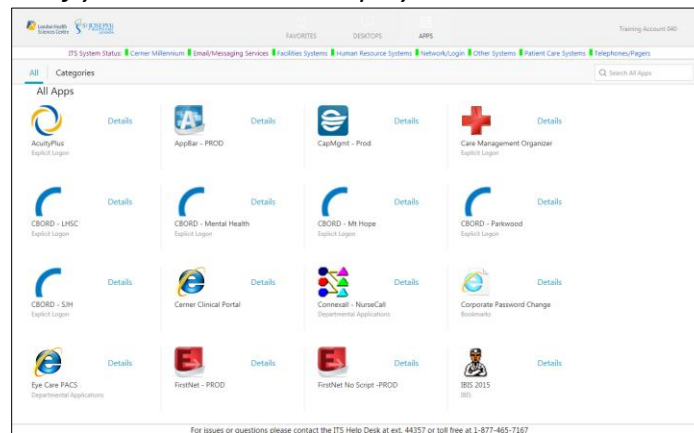 London Health
Sciences Centre
ST JOSEPH'S
FAVORITES DESKTOPS APPS
Training Account 040
ITS System Status: Cerner Millennium Email/Messaging Services Facilities Systems Human Resource Systems Network/Login Other Systems Patient Care Systems Telephones/Pagers
All Categories
Search All Apps
All Apps
Details Details Details Details
AcuityPlus AppBar - PROD CapMgmt - Prod Care Management Organizer
Explicit Logon Explicit Logon
Details Details Details Details
CBORD - LHSC CBORD - Mental Health CBORD - Mt Hope CBORD - Parkwood
Explicit Logon Explicit Logon Explicit Logon Explicit Logon
Details Details Details Details
CBORD - SJH Cerner Clinical Portal Connexall - NurseCall Corporate Password Change
Explicit Logon Departmental Applications Bookmarks
Details Details Details Details
Eye Care PACS FirstNet - PROD FirstNet No Script -PROD IBIS 2015
Departmental Applications IBIS
For issues or questions please contact the ITS Help Desk at ext. 44357 or toll free at 1-877-465-7167